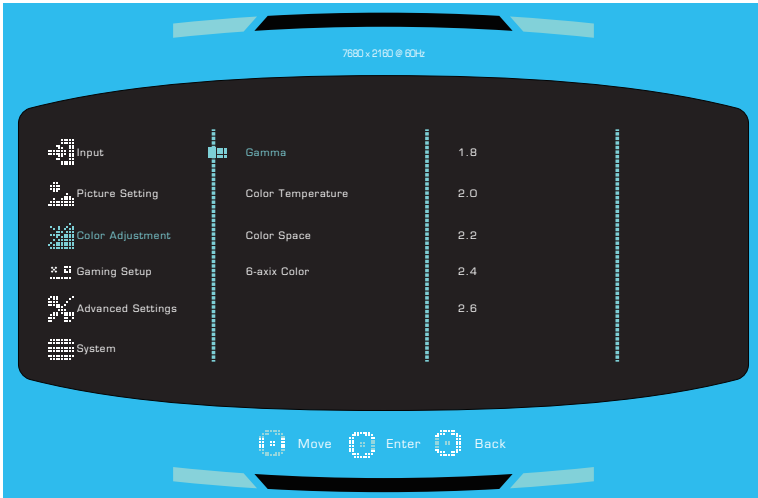 7680 x 2160 @ 60Hz
Input
Gamma
1.8
Picture Setting
Color Temperature
2.0
Color Adjustment
Color Space
2.2
Gaming Setup
6-axix Color
2.4
Advanced Settings
2.6
System
Move Enter Back